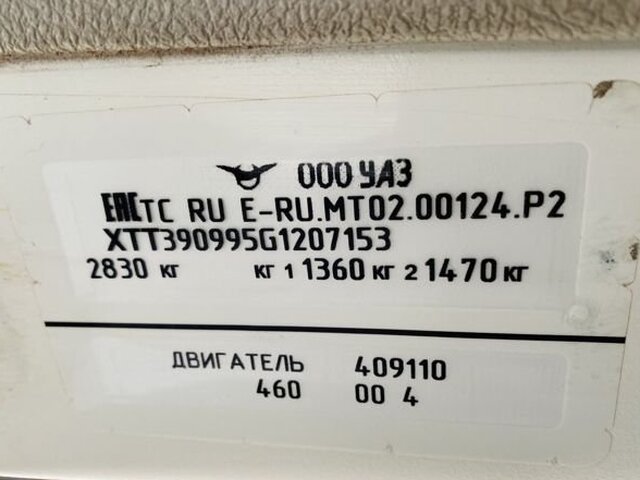 ООО УАЗ
ЕАС ТС RU E-RU.MT02.00124.P2
XTT390995G1207153
2830 кг кг 1 1360 кг 2 1470 кг
ДВИГАТЕЛЬ 409110
460 00 4